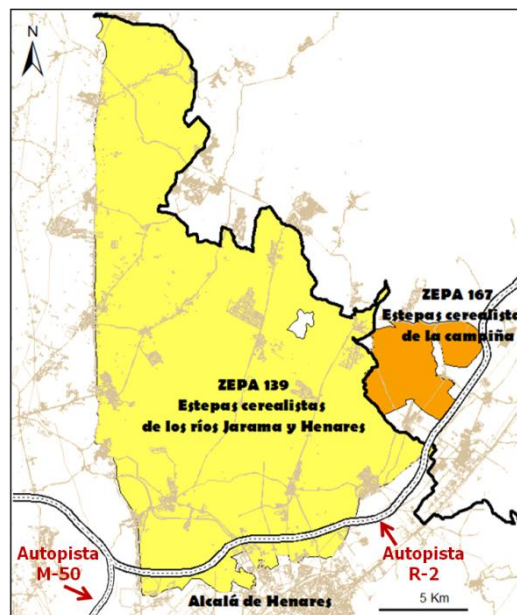 N
ZEPA 167
Estepas cerealistas
de la campiña
ZEPA 139
Estepas cerealistas
de los ríos Jarama y Henares
Autopista
M-50
Autopista
R-2
Alcalá de Henares
5 Km